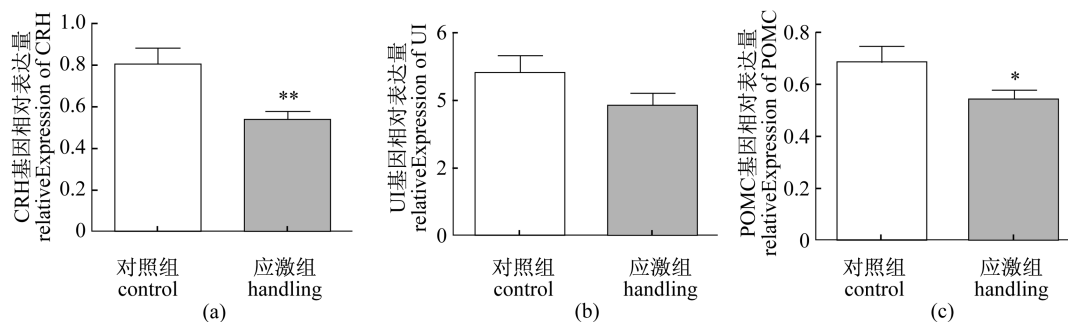 CRH基因相对表达量
relativeExpression of CRH
1.0
0.8
0.6
0.4
0.2
0
**
对照组
control
应激组
handling
(a)
UI基因相对表达量
relativeExpression of UI
6
5
2
0
对照组
control
应激组
handling
(b)
POMC基因相对表达量
relativeExpression of POMC
0.8
0.6
0.4
0.2
0
*
对照组
control
应激组
handling
(c)